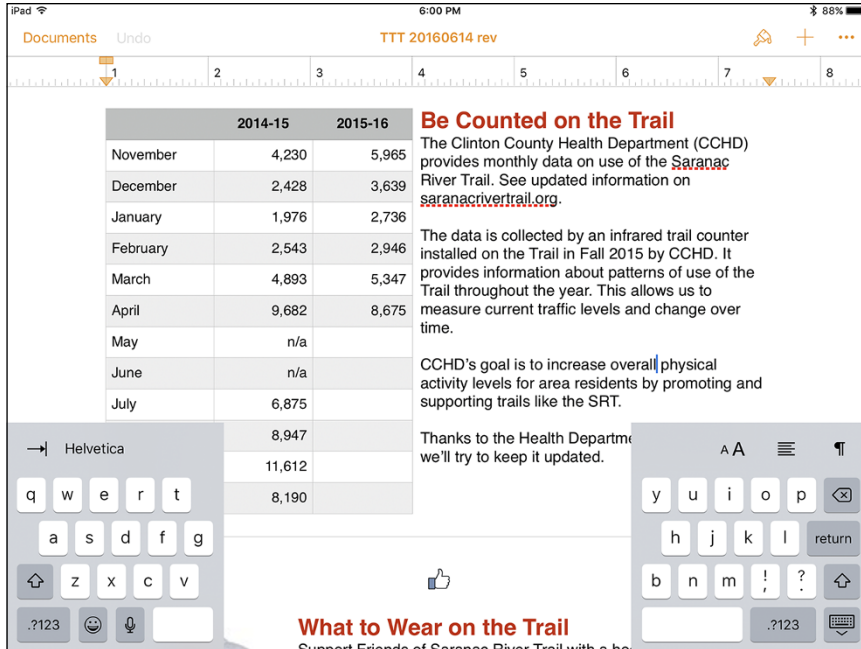 iPad 6:00 PM 88%
Documents Undo TTT 20160614 rev
1 2 3 4 5 6 7 8
2014-15 2015-16
November 4,230 5,965
December 2,428 3,639
January 1,976 2,736
February 2,543 2,946
March 4,893 5,347
April 9,682 8,675
May n/a
June n/a
July 6,875
8,947
11,612
8,190
Be Counted on the Trail
The Clinton County Health Department (CCHD)
provides monthly data on use of the Saranac
River Trail. See updated information on
saranacrivertrail.org.
The data is collected by an infrared trail counter
installed on the Trail in Fall 2015 by CCHD. It
provides information about patterns of use of the
Trail throughout the year. This allows us to
measure current traffic levels and change over
time.
CCHD's goal is to increase overall physical
activity levels for area residents by promoting and
supporting trails like the SRT.
Thanks to the Health Departme
we'll try to keep it updated.
What to Wear on the Trail
Support Friends of Saranac River Trail with a
Helvetica
q w e r t
a s d f g
z x c v
.?123
A A ¶
y u i o p
h j k l return
b n m ! , ? .
.?123